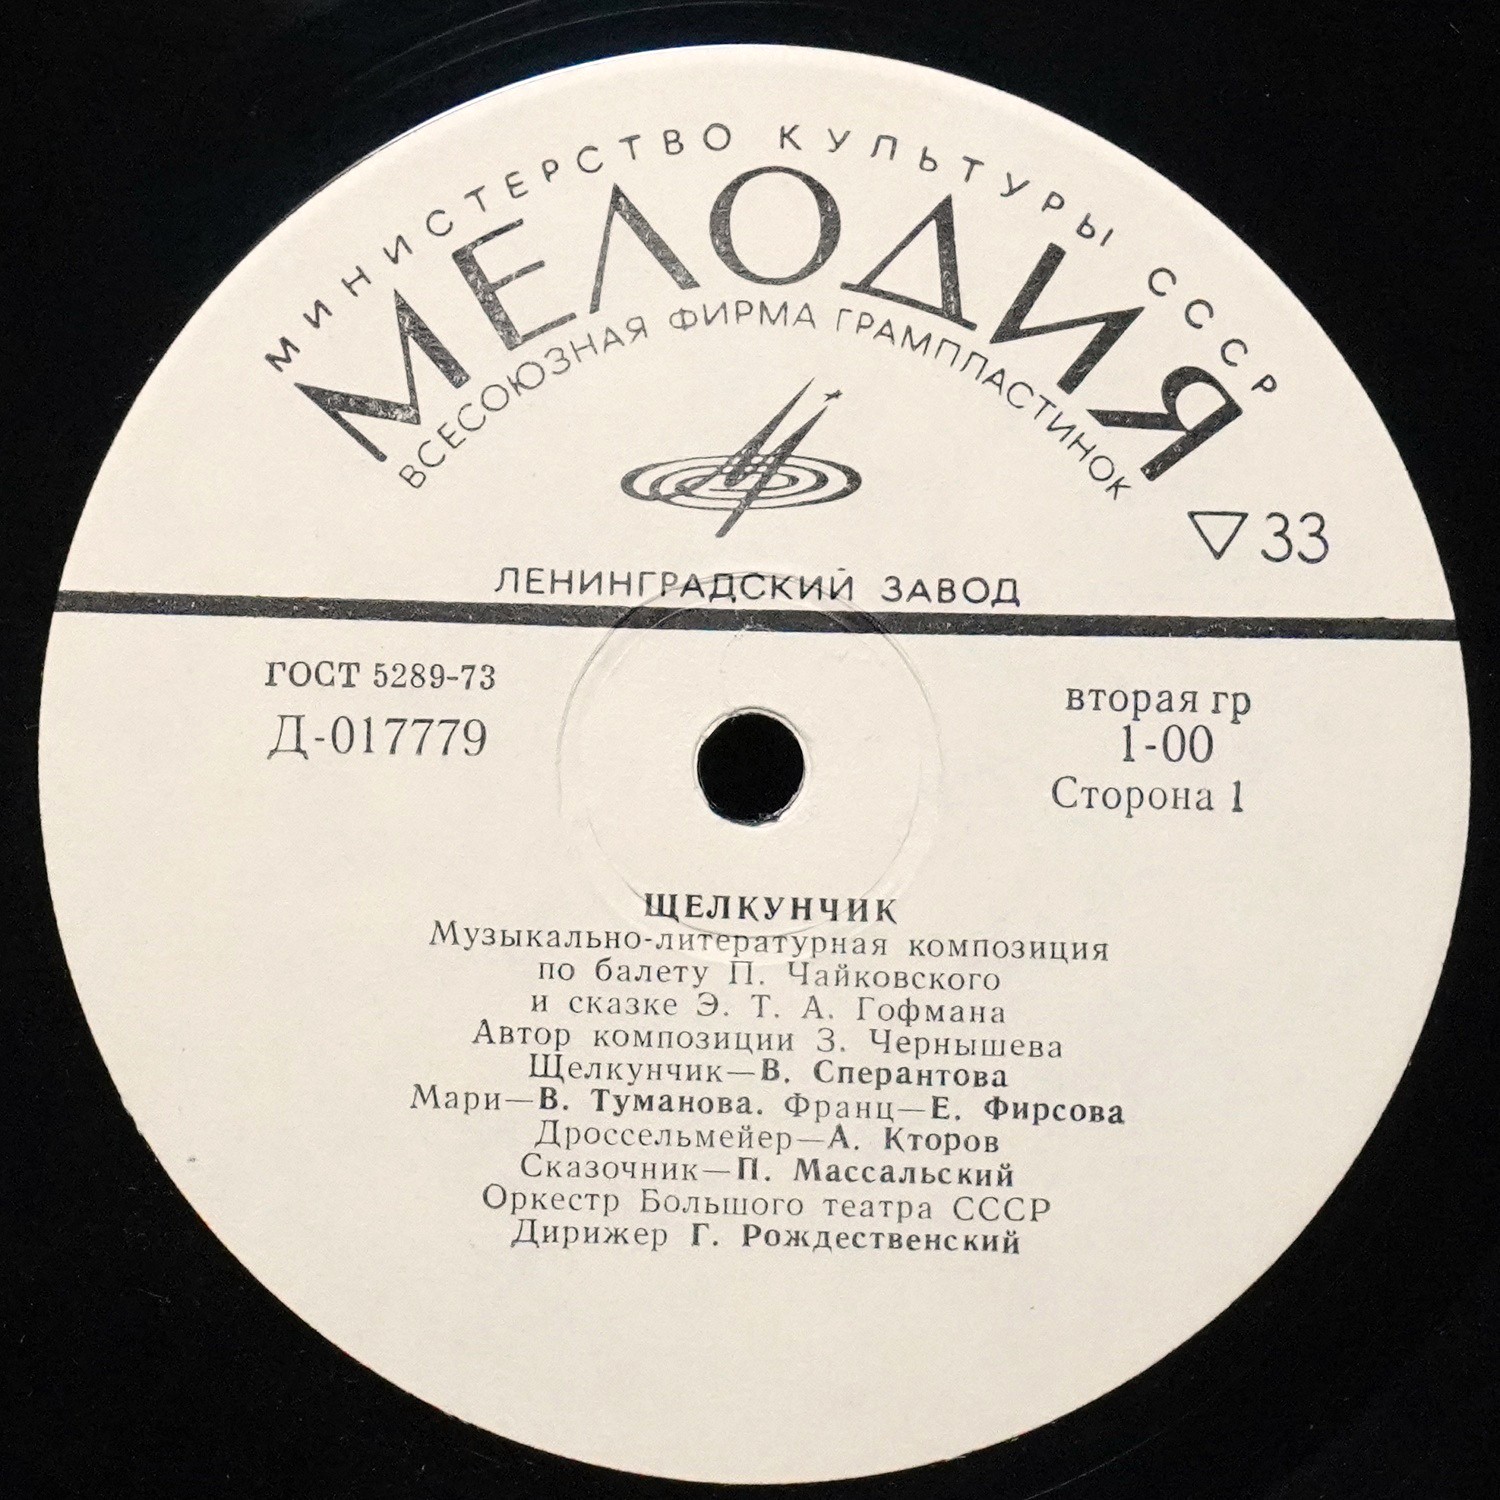 МИНИСТЕРСТВО КУЛЬТУРЫ СССР
МЕЛОДИЯ
ВСЕСОЮЗНАЯ ФИРМА ГРАМПЛАСТИНОК
33
ЛЕНИНГРАДСКИЙ ЗАВОД
ГОСТ 5289-73
Д-017779
вторая гр
1-00
Сторона 1
ЩЕЛКУНЧИК
Музыкально-литературная композиция
по балету П. Чайковского
и сказке Э. Т. А. Гофмана
Автор композиции З. Чернышева
Щелкунчик—В. Сперантова
Мари—В. Туманова. Франц—Е. Фирсова
Дроссельмейер—А. Кторов
Сказочник—П. Массальский
Оркестр Большого театра СССР
Дирижер Г. Рождественский